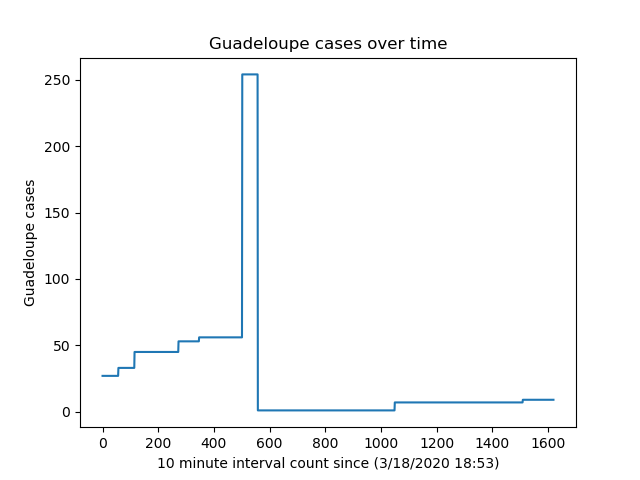 Guadeloupe cases over time
Guadeloupe cases
250
200
150
100
50
0
0 200 400 600 800 1000 1200 1400 1600
10 minute interval count since (3/18/2020 18:53)